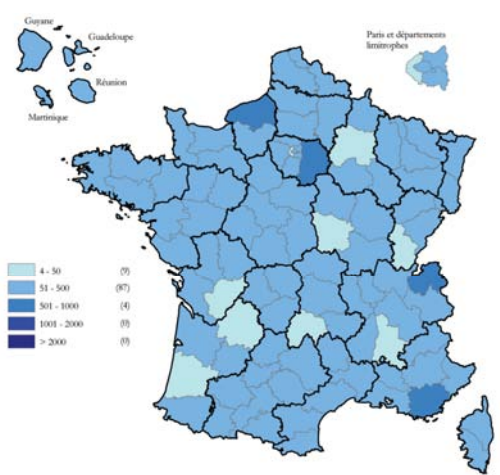 Guyane
Guadeloupe
Réunion
Martinique
Paris et départements
limitrophes
4 - 50 (9)
51 - 500 (87)
501 - 1000 (4)
1001 - 2000 (0)
> 2000 (0)